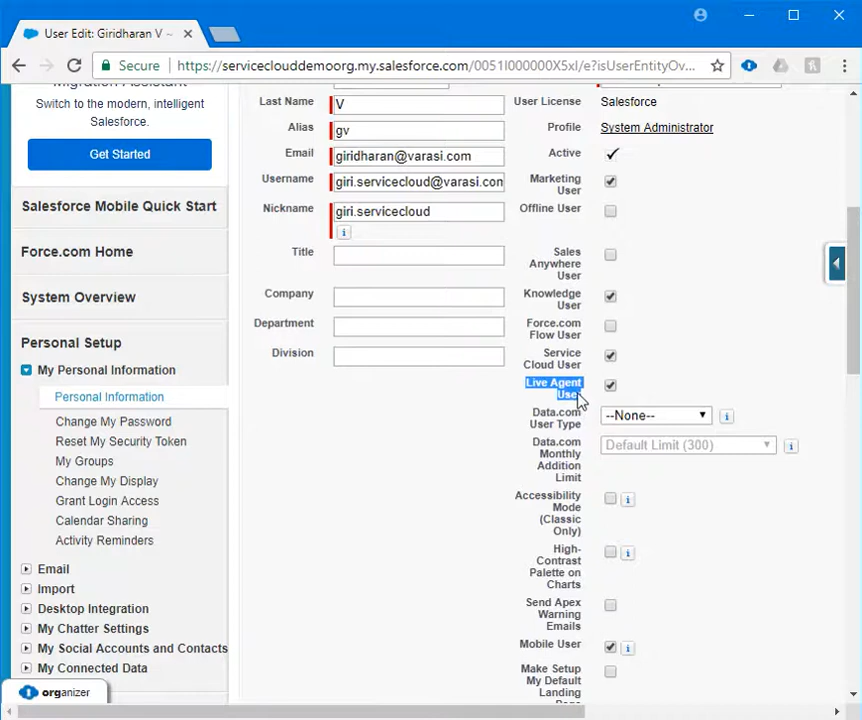 User Edit: Giridharan V ~
Secure
https://serviceclouddemoorg.my.salesforce.com/0051I000000X5xI/e?isUserEntityOv...
Switch to the modern, intelligent
Salesforce.
Get Started
Salesforce Mobile Quick Start
Force.com Home
System Overview
Personal Setup
My Personal Information
Personal Information
Change My Password
Reset My Security Token
My Groups
Change My Display
Grant Login Access
Calendar Sharing
Activity Reminders
Email
Import
Desktop Integration
My Chatter Settings
My Social Accounts and Contacts
My Connected Data
organizer
Last Name
V
Alias
gv
Email
giridharan@varasi.com
Username
giri.servicecloud@varasi.con
Nickname
giri.servicecloud
i
Title
Company
Department
Division
User License
Salesforce
Profile
System Administrator
Active
Marketing
User
Offline User
Sales
Anywhere
User
Knowledge
User
Force.com
Flow User
Service
Cloud User
Live Agent
User
Data.com
User Type
--None--
i
Data.com
Monthly
Addition
Limit
Default Limit (300)
i
Accessibility
Mode
(Classic
Only)
i
High-
Contrast
Palette on
Charts
i
Send Apex
Warning
Emails
Mobile User
i
Make Setup
My Default
Landing